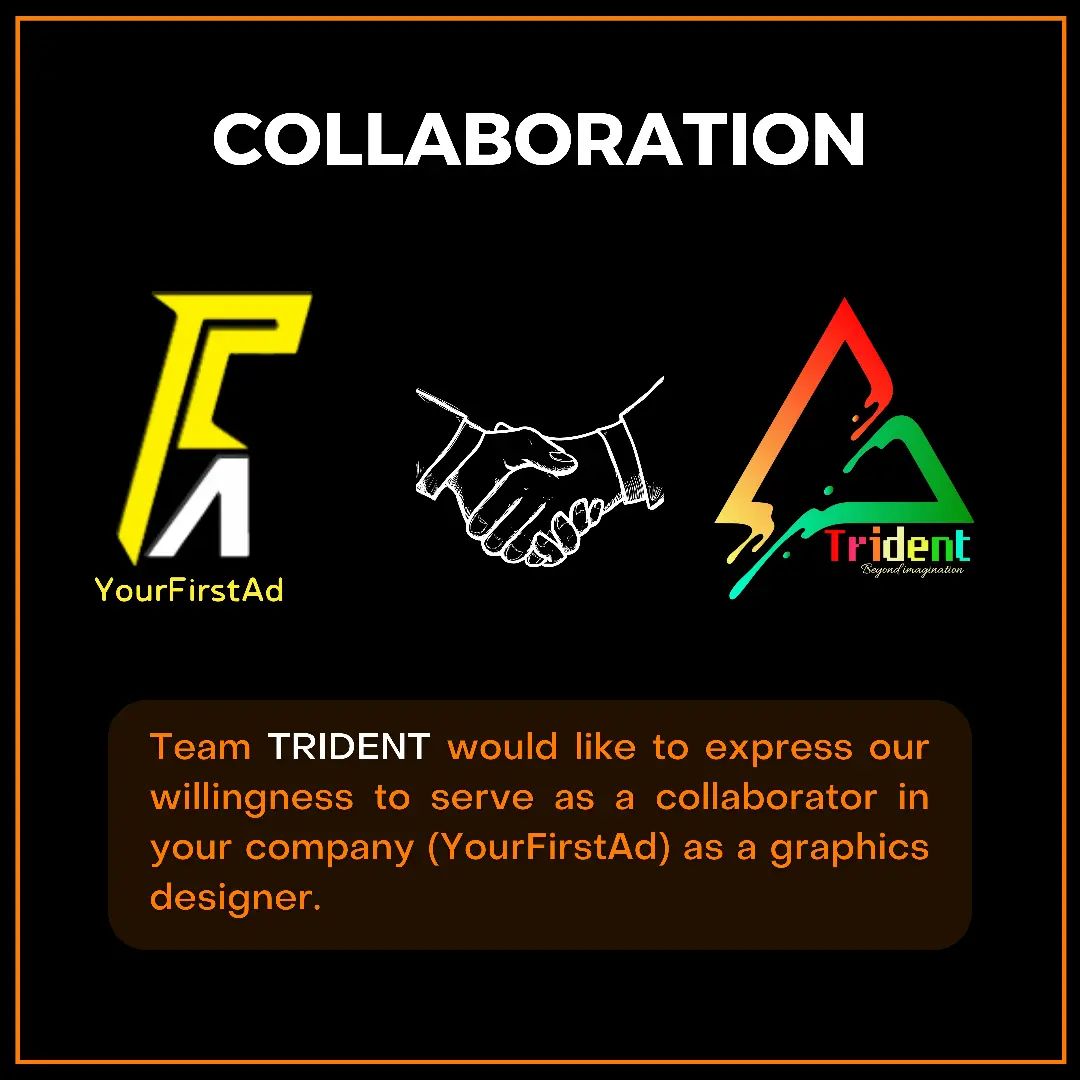 COLLABORATION
YourFirstAd
Trident
Beyond imagination
Team TRIDENT would like to express our
willingness to serve as a collaborator in
your company (YourFirstAd) as a graphics
designer.